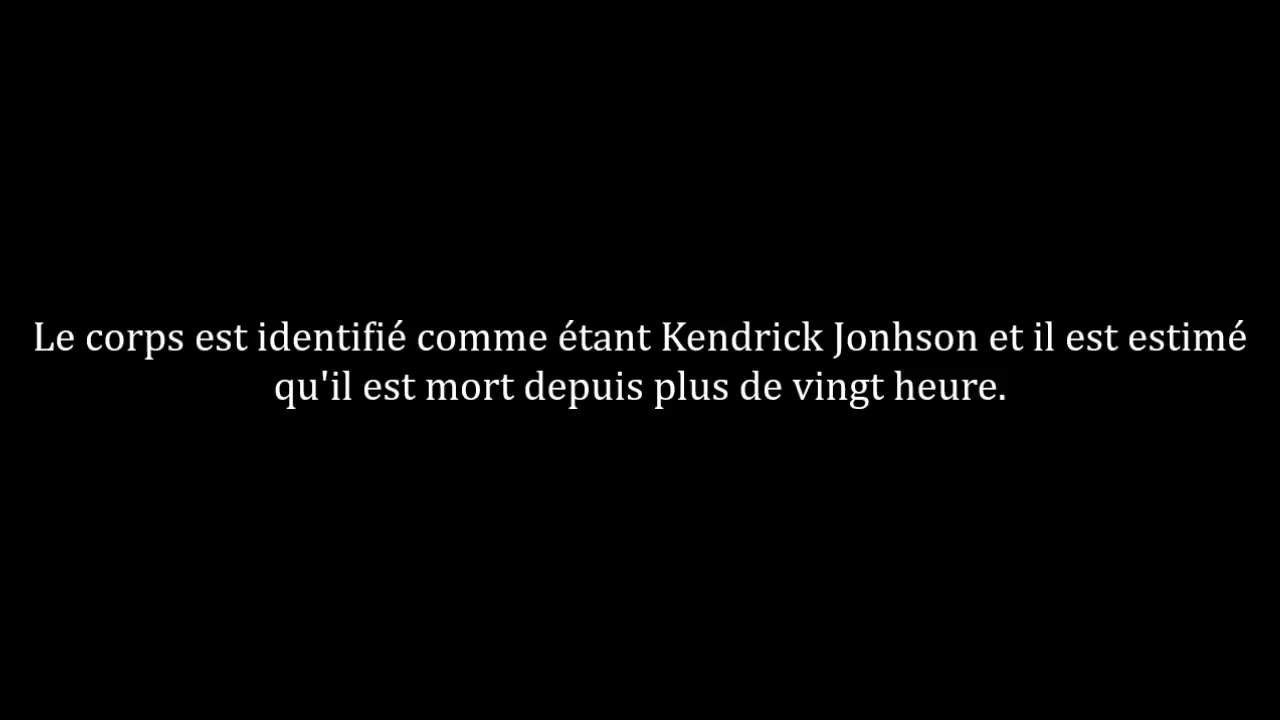 Le corps est identifié comme étant Kendrick Jonhson et il est estimé
qu'il est mort depuis plus de vingt heure.